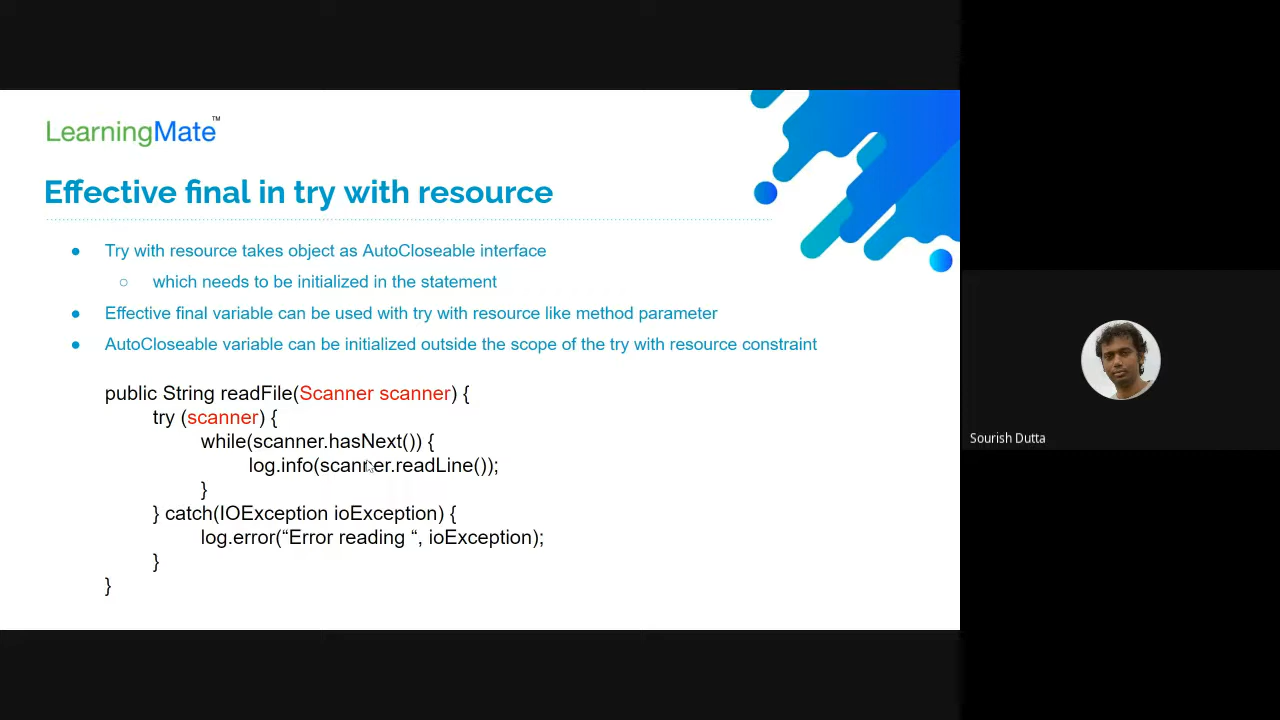 LearningMate™
Effective final in try with resource
● Try with resource takes object as AutoCloseable interface
○ which needs to be initialized in the statement
● Effective final variable can be used with try with resource like method parameter
● AutoCloseable variable can be initialized outside the scope of the try with resource constraint
public String readFile(Scanner scanner) {
try (scanner) {
while(scanner.hasNext()) {
log.info(scanner.readLine());
}
} catch(IOException ioException) {
log.error(“Error reading “, ioException);
}
}
Sourish Dutta